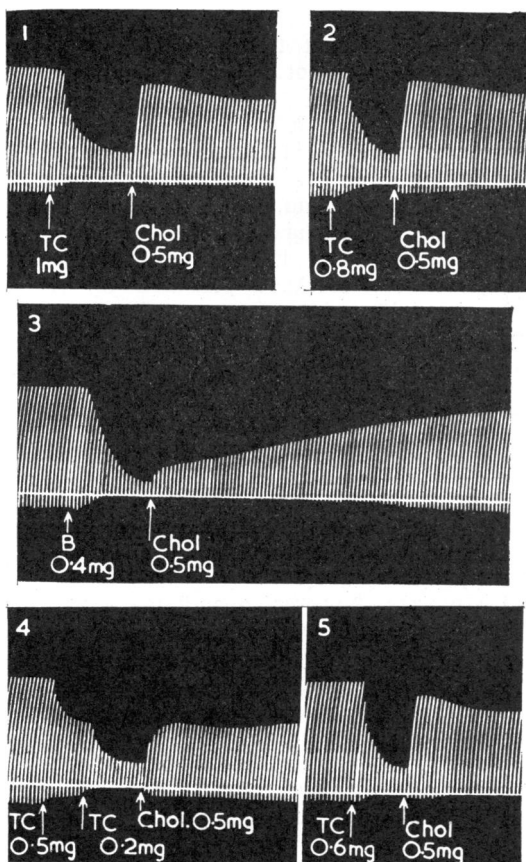 1
TC
1mg
Chol
0.5mg
2
TC
0.8mg
Chol
0.5mg
3
B
0.4mg
Chol
0.5mg
4
TC
0.5mg
TC
0.2mg
Chol. 0.5mg
5
TC
0.6mg
Chol
0.5mg